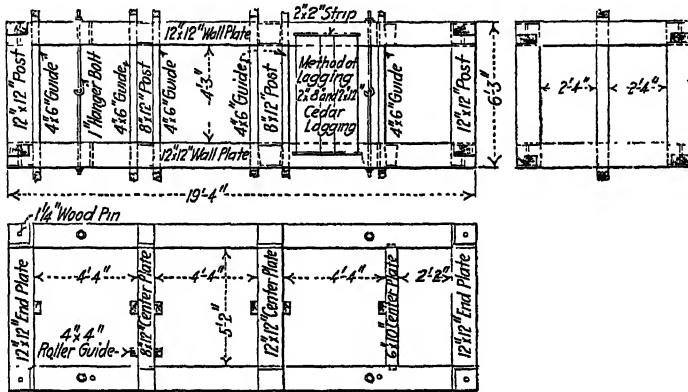 2"x2" Strip
12"x12" Wall Plate
12"x12" Post
4"x6" Guide
1" Hanger Bolt
4"x6" Guide
8"x12" Post
4"x6" Guide
4'-3"
4"x6" Guide
8"x12" Post
Method of
Lagging
2"x8" and 2"x12"
Cedar
Lagging
4"x6" Guide
12"x12" Post
6'-3"
12"x12" Wall Plate
19'-4"
2'-4"
2'-4"
1 1/4" Wood Pin
12"x12" End Plate
4'-4"
8"x12" Center Plate
4'-4"
5'-2"
12"x12" Center Plate
4'-4"
6"x10" Center Plate
2'-2"
12"x12" End Plate
4"x4"
Roller Guide